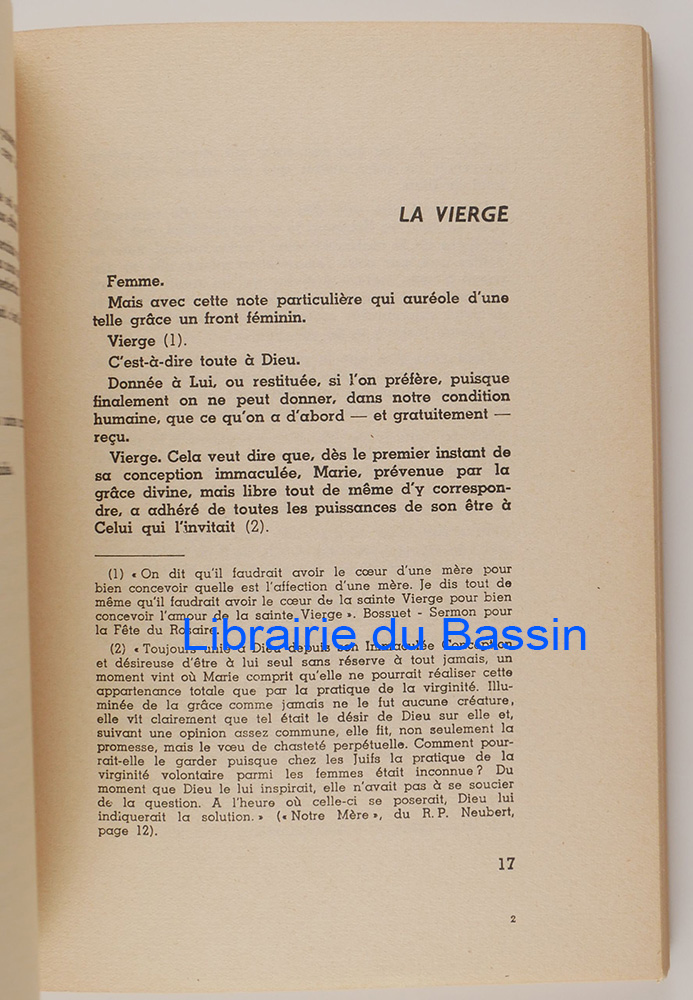 LA VIERGE
Femme.
Mais avec cette note particulière qui auréole d'une
telle grâce un front féminin.
Vierge (1).
C'est-à-dire toute à Dieu.
Donnée à Lui, ou restituée, si l'on préfère, puisque
finalement on ne peut donner, dans notre condition
humaine, que ce qu'on a d'abord — et gratuitement —
reçu.
Vierge. Cela veut dire que, dès le premier instant de
sa conception immaculée, Marie, prévenue par la
grâce divine, mais libre tout de même d'y correspon-
dre, a adhéré de toutes les puissances de son être à
Celui qui l'invitait (2).
(1) « On dit qu'il faudrait avoir le cœur d'une mère pour
bien concevoir quelle est l'affection d'une mère. Je dis tout de
même qu'il faudrait avoir le cœur de la sainte Vierge pour bien
concevoir l'amour de la sainte Vierge ». Bossuet - Sermon pour
la Fête du Rosaire.
Librairie du Bassin
(2) « Toujours unie à Dieu depuis son Immaculée Conception
et désireuse d'être à lui seul sans réserve à tout jamais, un
moment vint où Marie comprit qu'elle ne pourrait réaliser cette
appartenance totale que par la pratique de la virginité. Illu-
minée de la grâce comme jamais ne le fut aucune créature,
elle vit clairement que tel était le désir de Dieu sur elle et,
suivant une opinion assez commune, elle fit, non seulement la
promesse, mais le vœu de chasteté perpétuelle. Comment pour-
rait-elle le garder puisque chez les Juifs la pratique de la
virginité volontaire parmi les femmes était inconnue ? Du
moment que Dieu le lui inspirait, elle n'avait pas à se soucier
de la question. A l'heure où celle-ci se poserait, Dieu lui
indiquerait la solution. » (« Notre Mère », du R. P. Neubert,
page 12).
17
2